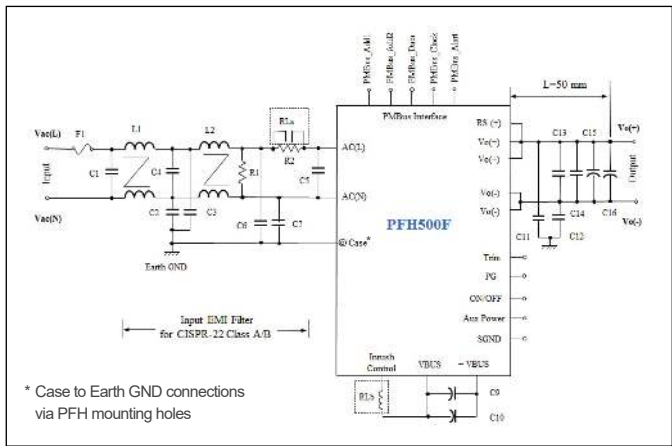 PMBus_Add1
PMBus_Add2
PMBus_Data
PMBus_Clock
PMBus_Alert
L=50 mm
PMBus Interface
RLa
R2
Vac(L)
F1
L1
L2
Input
C1
C4
R1
C5
AC(L)
AC(N)
Vac(N)
C2
C3
C6
C7
Case*
Earth GND
PFH500F
RS (+)
Vo(+)
Vo(-)
Vo(-)
Vo(-)
C13
C15
Vo(+)
Output
Vo(-)
C11
C14
C12
C16
Trim
PG
ON/OFF
Aux Power
SGND
Input EMI Filter
for CISPR-22 Class A/B
Inrush
Control
VBUS
- VBUS
RLb
C9
C10
* Case to Earth GND connections
via PFH mounting holes